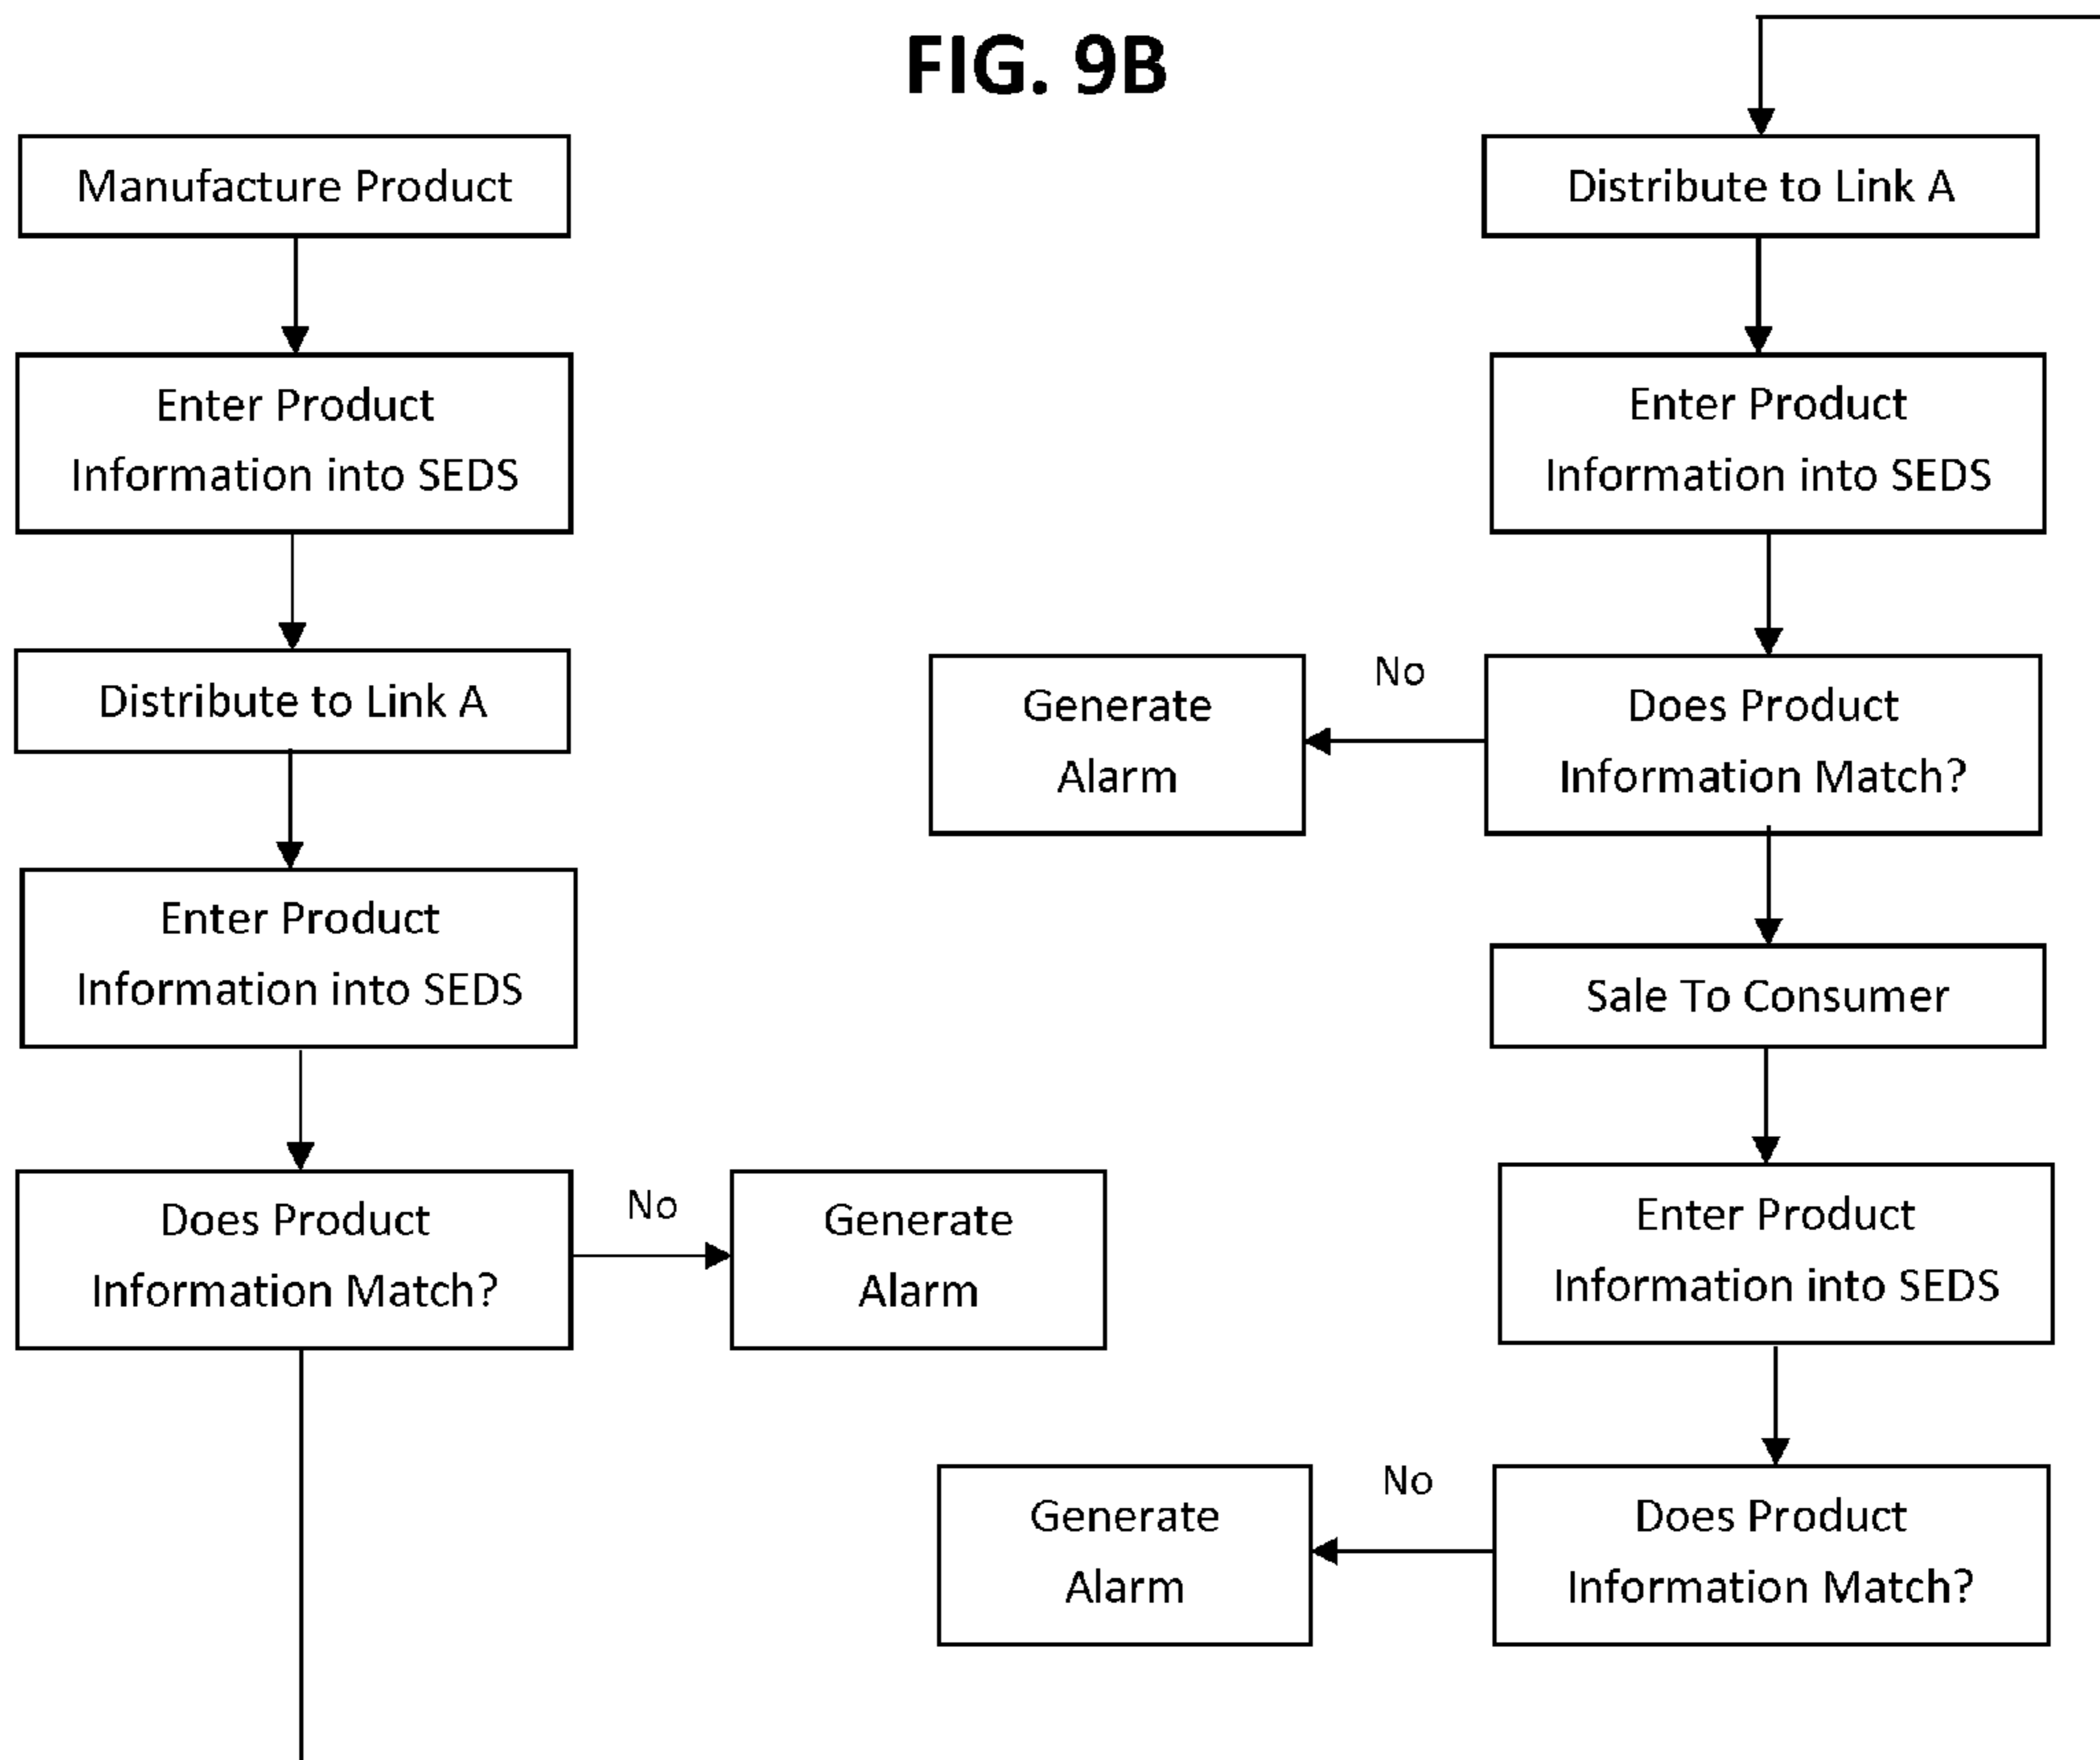 FIG. 9B
Manufacture Product
Enter Product
Information into SEDS
Distribute to Link A
Enter Product
Information into SEDS
Does Product
Information Match?
No
Generate
Alarm
Distribute to Link A
Enter Product
Information into SEDS
Does Product
Information Match?
No
Generate
Alarm
Sale To Consumer
Enter Product
Information into SEDS
Does Product
Information Match?
No
Generate
Alarm